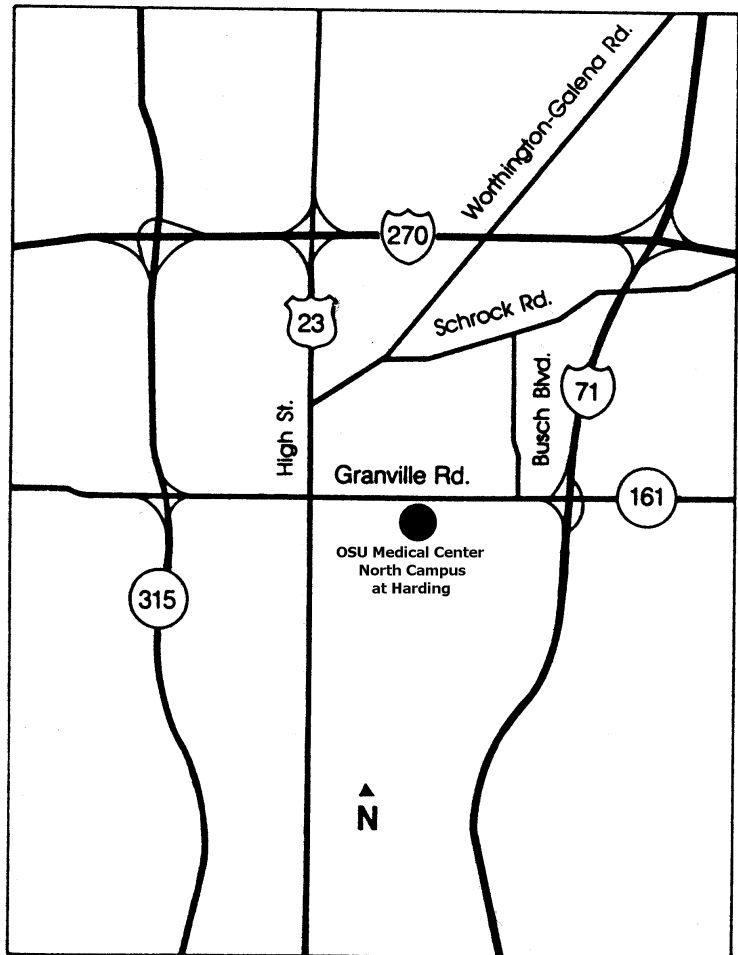 Worthington-Galena Rd.
270
Schrock Rd.
23
71
Busch Blvd.
High St.
Granville Rd.
161
OSU Medical Center
North Campus
at Harding
315
N